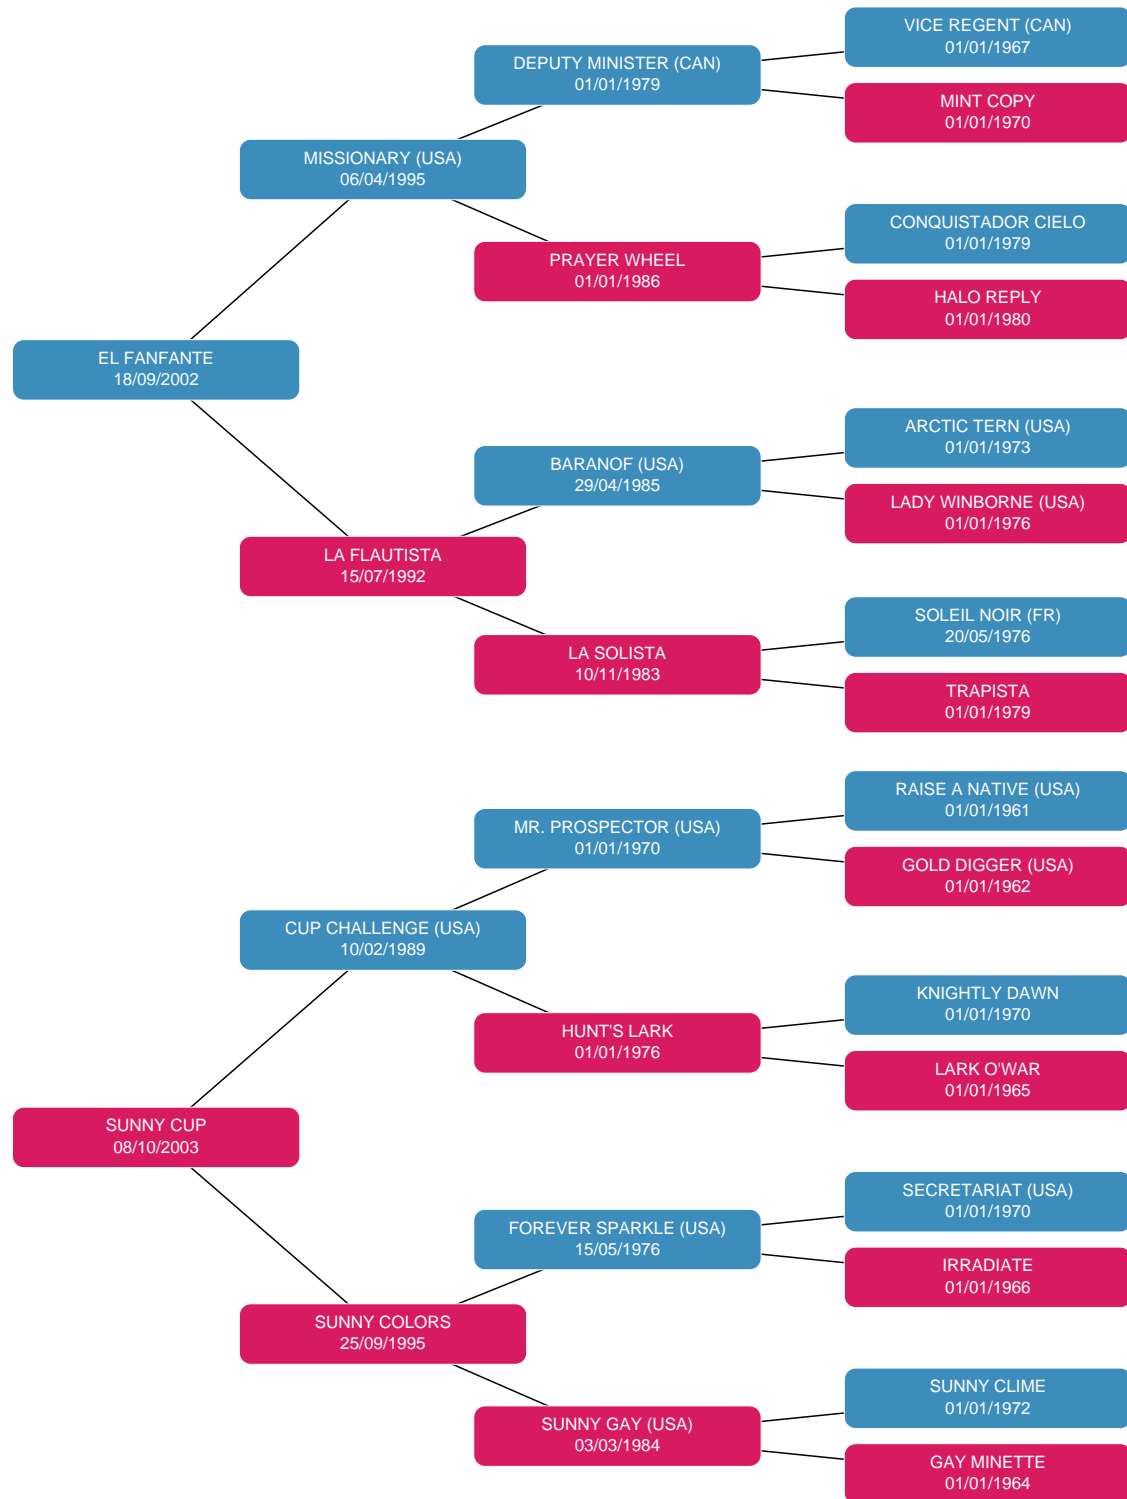 VICE REGENT (CAN)
01/01/1967
DEPUTY MINISTER (CAN)
01/01/1979
MINT COPY
01/01/1970
MISSIONARY (USA)
06/04/1995
CONQUISTADOR CIELO
01/01/1979
PRAYER WHEEL
01/01/1986
HALO REPLY
01/01/1980
EL FANFANTE
18/09/2002
ARCTIC TERN (USA)
01/01/1973
BARANOF (USA)
29/04/1985
LADY WINBORNE (USA)
01/01/1976
LA FLAUTISTA
15/07/1992
SOLEIL NOIR (FR)
20/05/1976
LA SOLISTA
10/11/1983
TRAPISTA
01/01/1979
RAISE A NATIVE (USA)
01/01/1961
MR. PROSPECTOR (USA)
01/01/1970
GOLD DIGGER (USA)
01/01/1962
CUP CHALLENGE (USA)
10/02/1989
KNIGHTLY DAWN
01/01/1970
HUNT'S LARK
01/01/1976
LARK O'WAR
01/01/1965
SUNNY CUP
08/10/2003
SECRETARIAT (USA)
01/01/1970
FOREVER SPARKLE (USA)
15/05/1976
IRRADIATE
01/01/1966
SUNNY COLORS
25/09/1995
SUNNY CLIME
01/01/1972
SUNNY GAY (USA)
03/03/1984
GAY MINETTE
01/01/1964